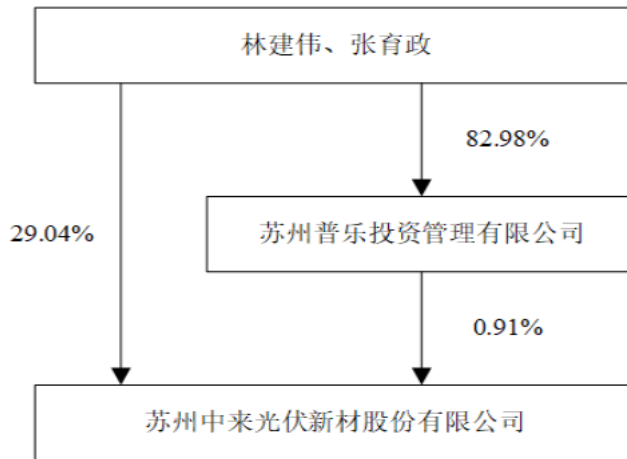 林建伟、张育政
82.98%
29.04%
苏州普乐投资管理有限公司
0.91%
苏州中来光伏新材股份有限公司